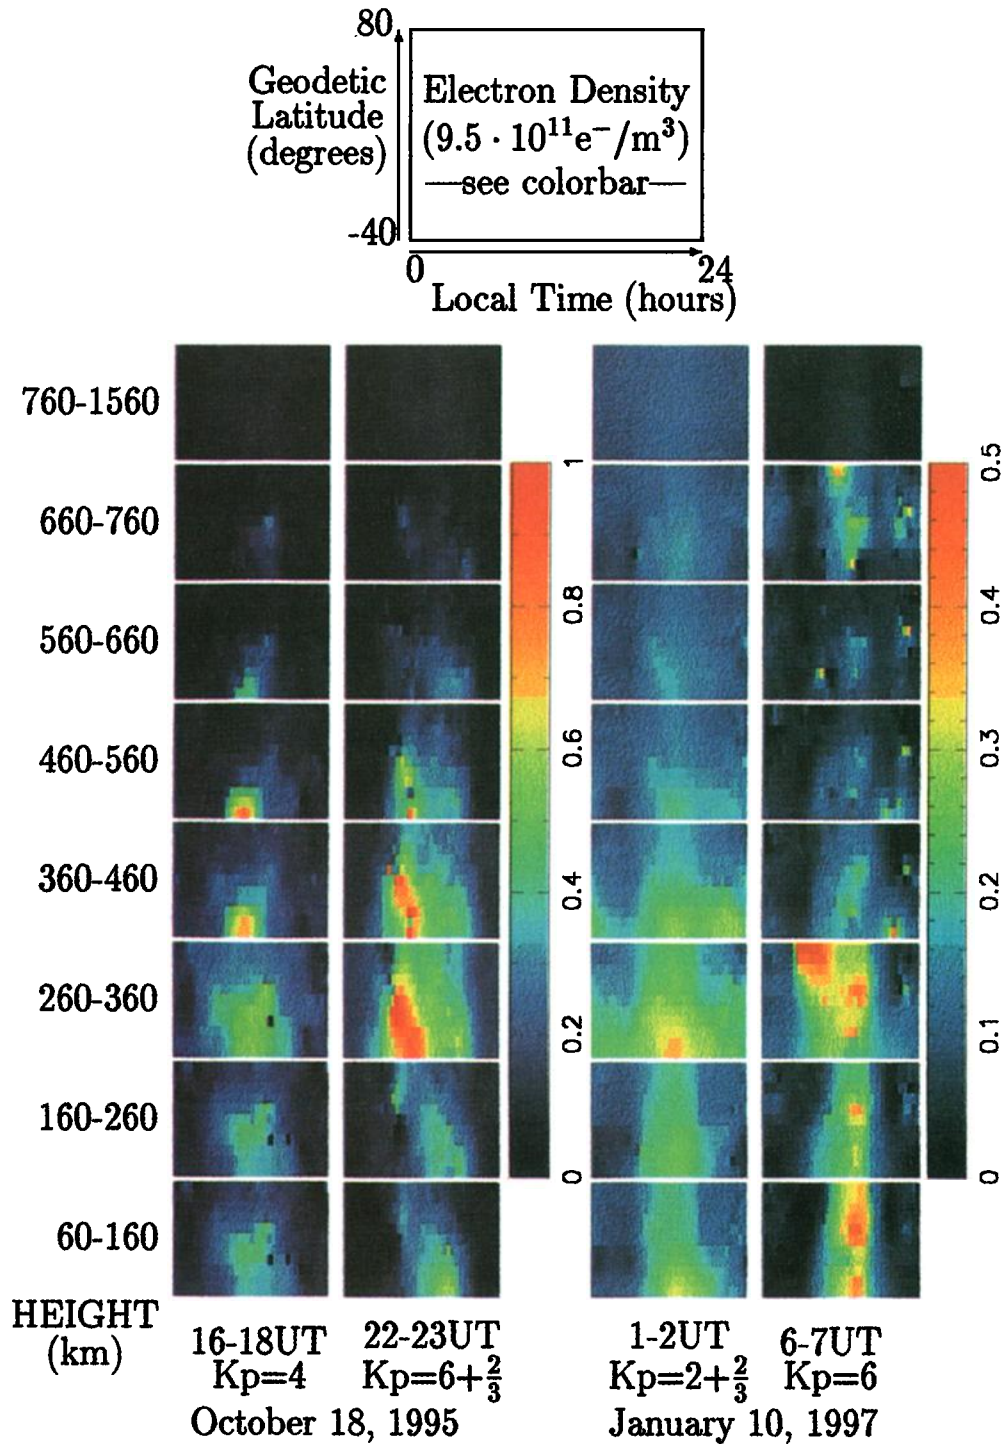 80
Geodetic
Latitude
(degrees)
-40
Electron Density
(9.5 · 10¹¹e⁻/m³)
—see colorbar—
0 24
Local Time (hours)
760-1560
660-760
560-660
460-560
360-460
260-360
160-260
60-160
HEIGHT
(km)
1
0.8
0.6
0.4
0.2
0
0.5
0.4
0.3
0.2
0.1
0
16-18UT 22-23UT 1-2UT 6-7UT
Kp=4 Kp=6+2/3 Kp=2+2/3 Kp=6
October 18, 1995 January 10, 1997